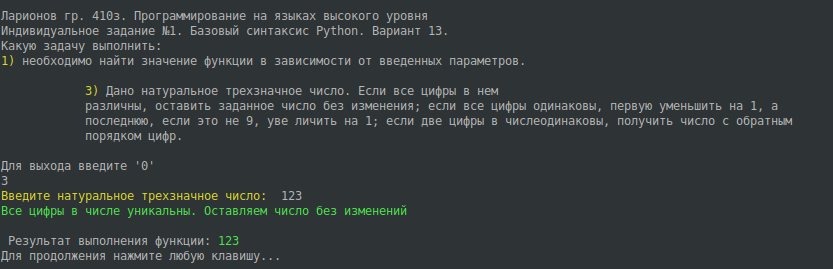 Ларионов гр. 410з. Программирование на языках высокого уровня
Индивидуальное задание №1. Базовый синтаксис Python. Вариант 13.
Какую задачу выполнить:
1) необходимо найти значение функции в зависимости от введенных параметров.
3) Дано натуральное трехзначное число. Если все цифры в нем
различны, оставить заданное число без изменения; если все цифры одинаковы, первую уменьшить на 1, а
последнюю, если это не 9, уве личить на 1; если две цифры в числеодинаковы, получить число с обратным
порядком цифр.
Для выхода введите '0'
3
Введите натуральное трехзначное число:  123
Все цифры в числе уникальны. Оставляем число без изменений
Результат выполнения функции: 123
Для продолжения нажмите любую клавишу...